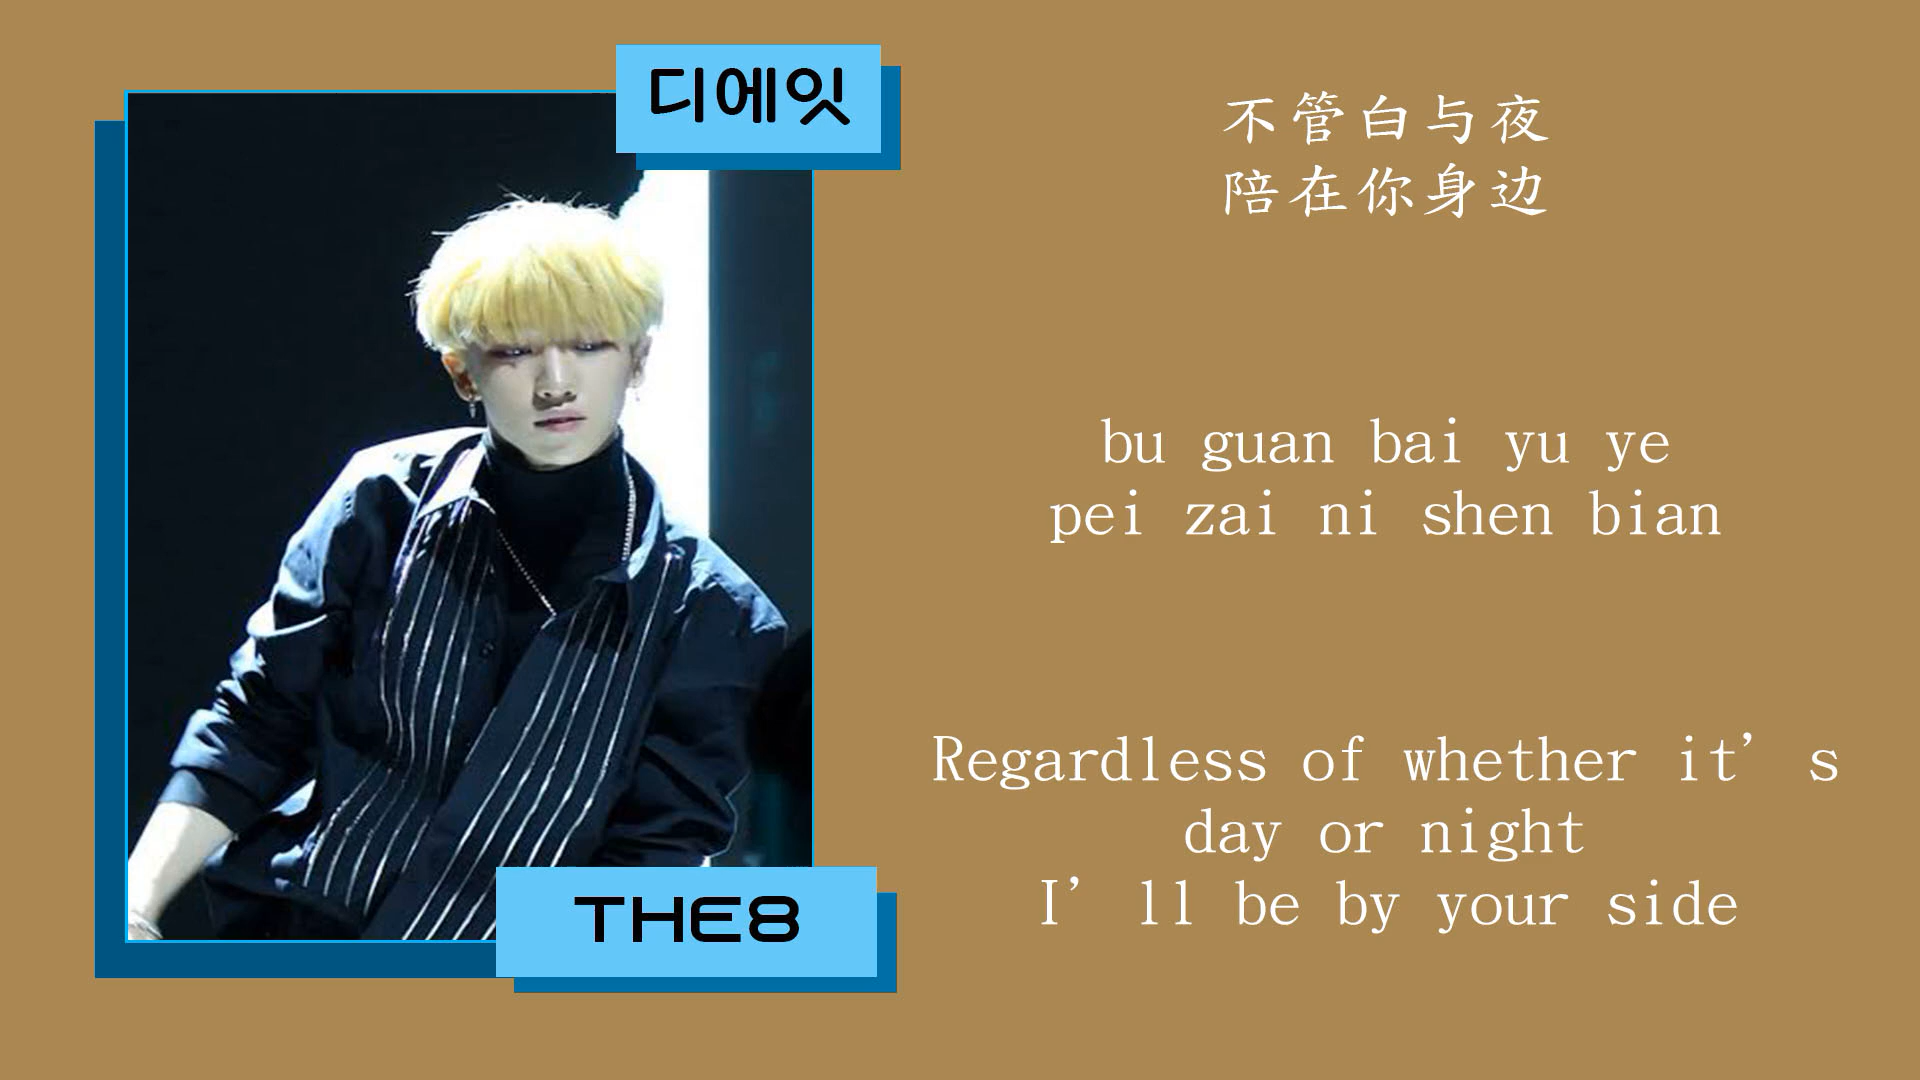 디에잇
THE8
不管白与夜
陪在你身边
bu guan bai yu ye
pei zai ni shen bian
Regardless of whether it's
day or night
I'll be by your side